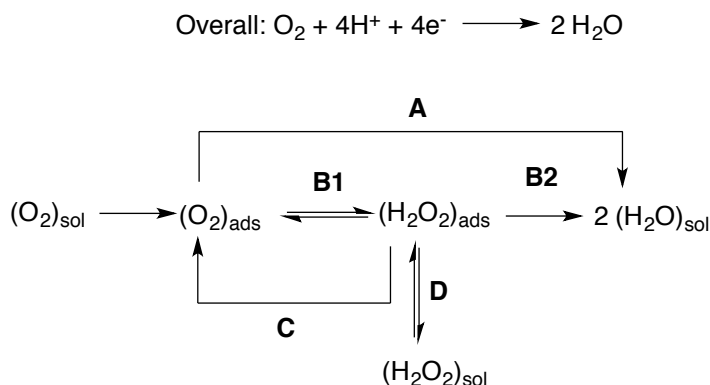 Overall: O₂ + 4H⁺ + 4e⁻ ⟶ 2 H₂O
A
B1
B2
(O₂)sol ⟶ (O₂)ads ⇌ (H₂O₂)ads ⟶ 2 (H₂O)sol
D
C
(H₂O₂)sol